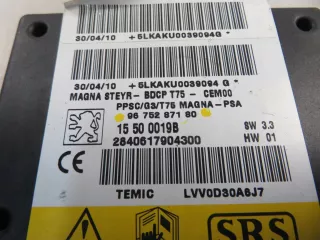 30/04/10 +5LKAKU0039094G *
30/04/10 +5LKAKU0039094 G *
MAGNA STEYR- BDCP T75 - CEM00
PPSC/G3/T75 MAGNA-PSA
96 752 871 80
15 50 0019B SW 3.3
2640617904300 HW 01
CE
TEMIC LVV0D30A6J7
SRS